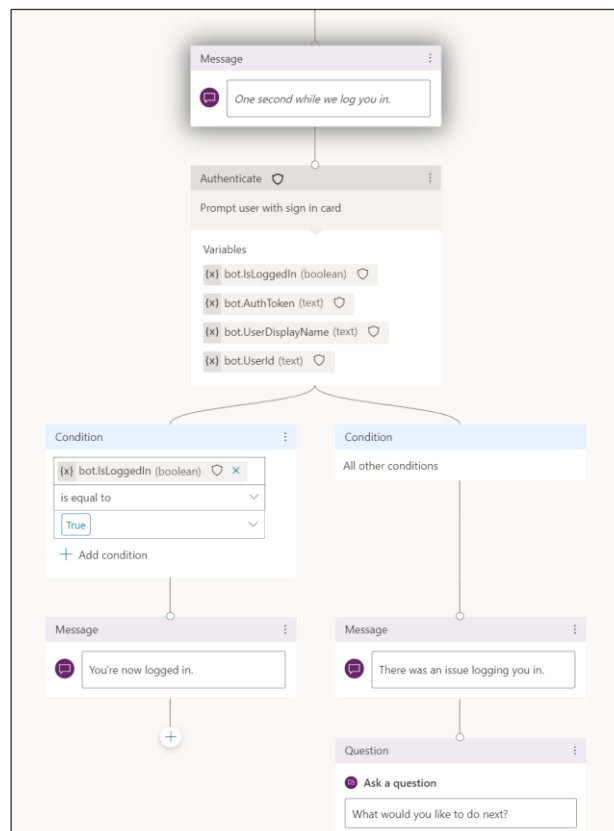 Message
One second while we log you in.
Authenticate
Prompt user with sign in card
Variables
{x} bot.IsLoggedIn (boolean)
{x} bot.AuthToken (text)
{x} bot.UserDisplayName (text)
{x} bot.UserId (text)
Condition
{x} bot.IsLoggedIn (boolean)
is equal to
True
Add condition
Condition
All other conditions
Message
You're now logged in.
Message
There was an issue logging you in.
Question
Ask a question
What would you like to do next?